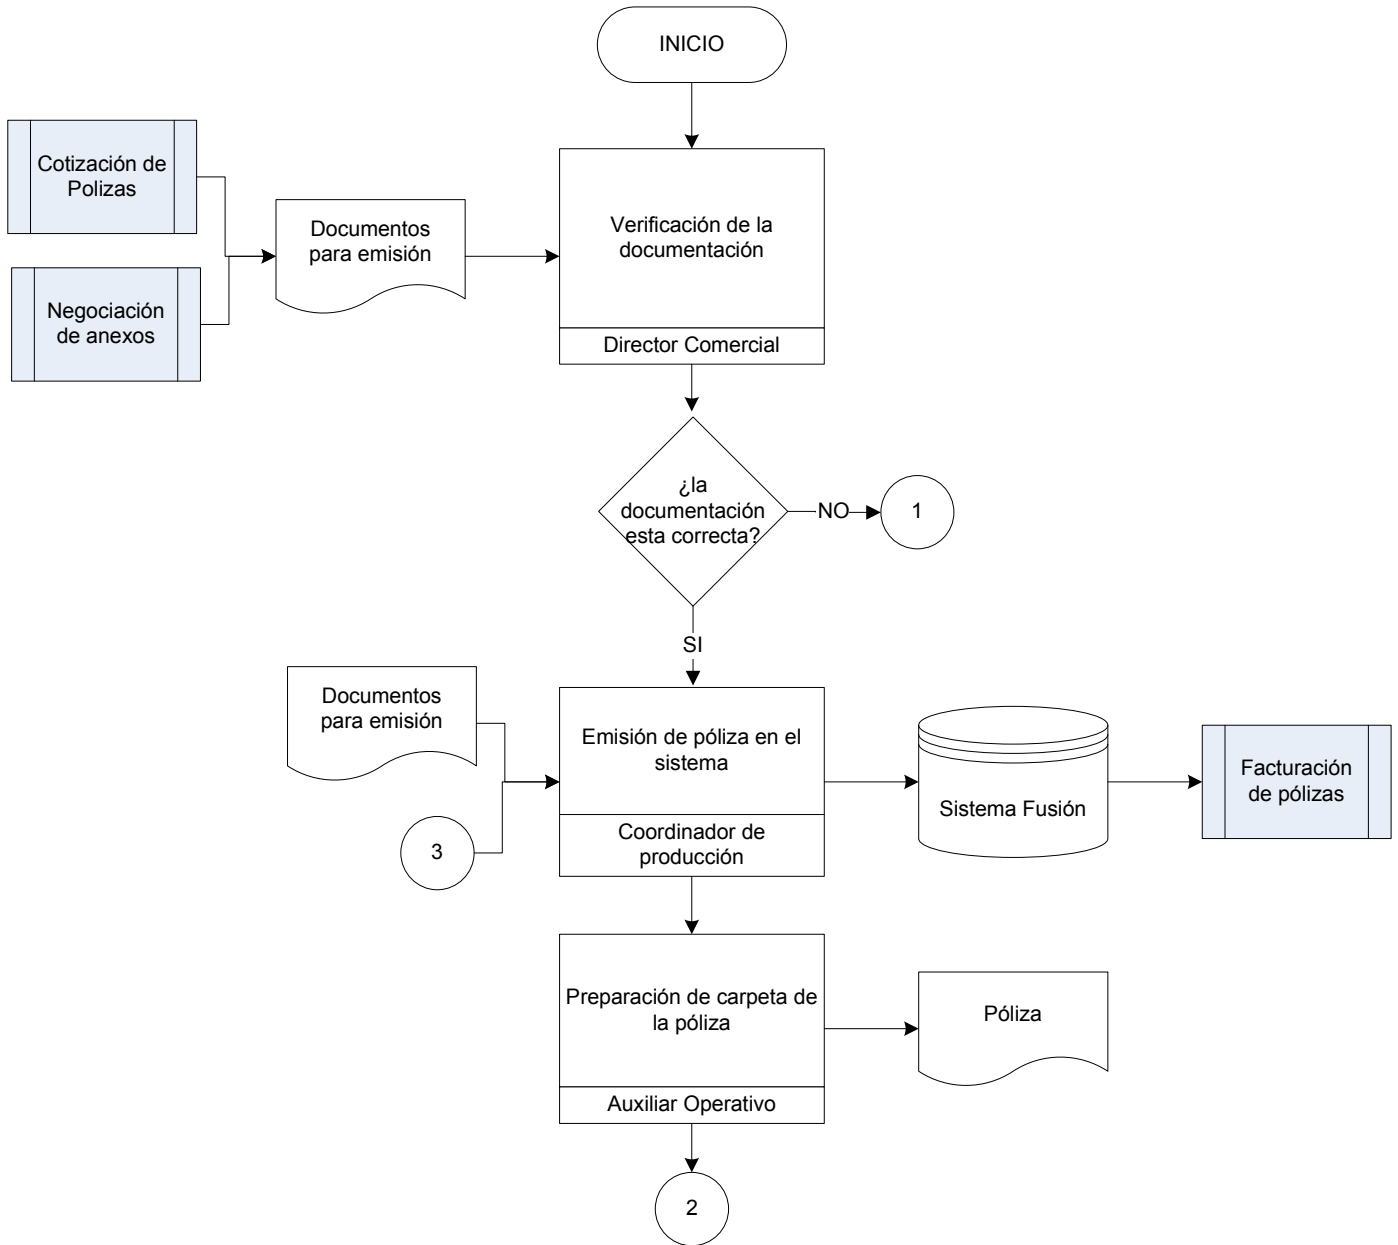 INICIO
Cotización de
Polizas
Negociación
de anexos
Documentos
para emisión
Verificación de la
documentación
Director Comercial
¿la
documentación
esta correcta?
NO
1
SI
Documentos
para emisión
3
Emisión de póliza en el
sistema
Coordinador de
producción
Sistema Fusión
Facturación
de pólizas
Preparación de carpeta de
la póliza
Auxiliar Operativo
Póliza
2